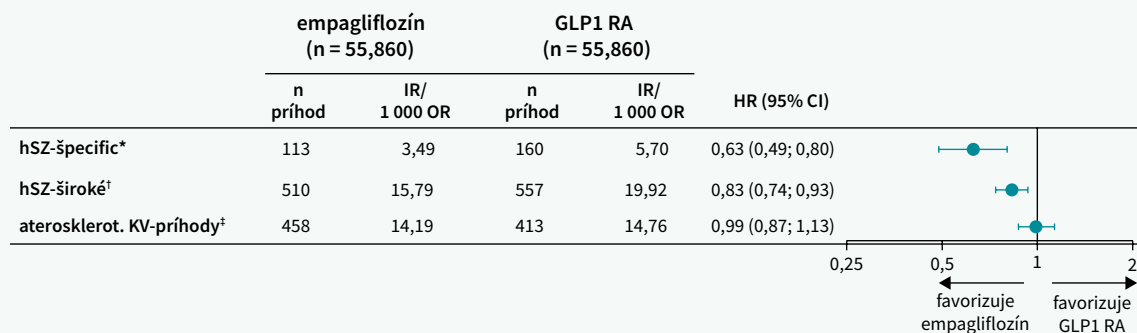 empagliflozín GLP1 RA
(n = 55,860) (n = 55,860)
n príhod IR/ 1 000 OR n príhod IR/ 1 000 OR HR (95% CI)
hSZ-špecific* 113 3,49 160 5,70 0,63 (0,49; 0,80)
hSZ-široké† 510 15,79 557 19,92 0,83 (0,74; 0,93)
aterosklerot. KV-príhody‡ 458 14,19 413 14,76 0,99 (0,87; 1,13)
0,25 0,5 1 2
favorizuje favorizuje
empagliflozín GLP1 RA